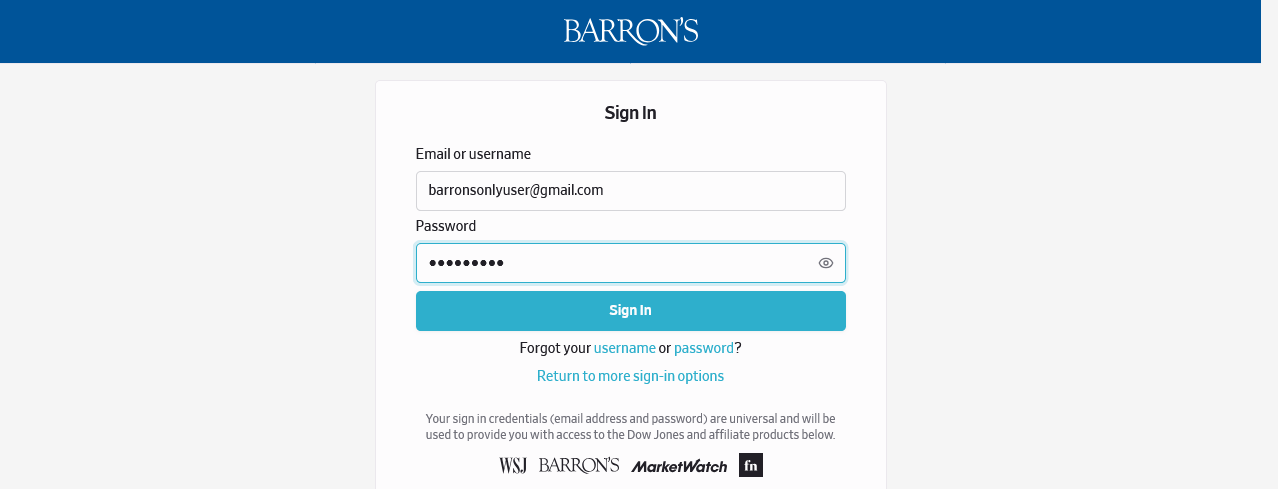 BARRON'S
Sign In
Email or username
barronsonlyuser@gmail.com
Password
•••••••••
Sign In
Forgot your username or password?
Return to more sign-in options
Your sign in credentials (email address and password) are universal and will be
used to provide you with access to the Dow Jones and affiliate products below.
WSJ BARRON'S MarketWatch fn